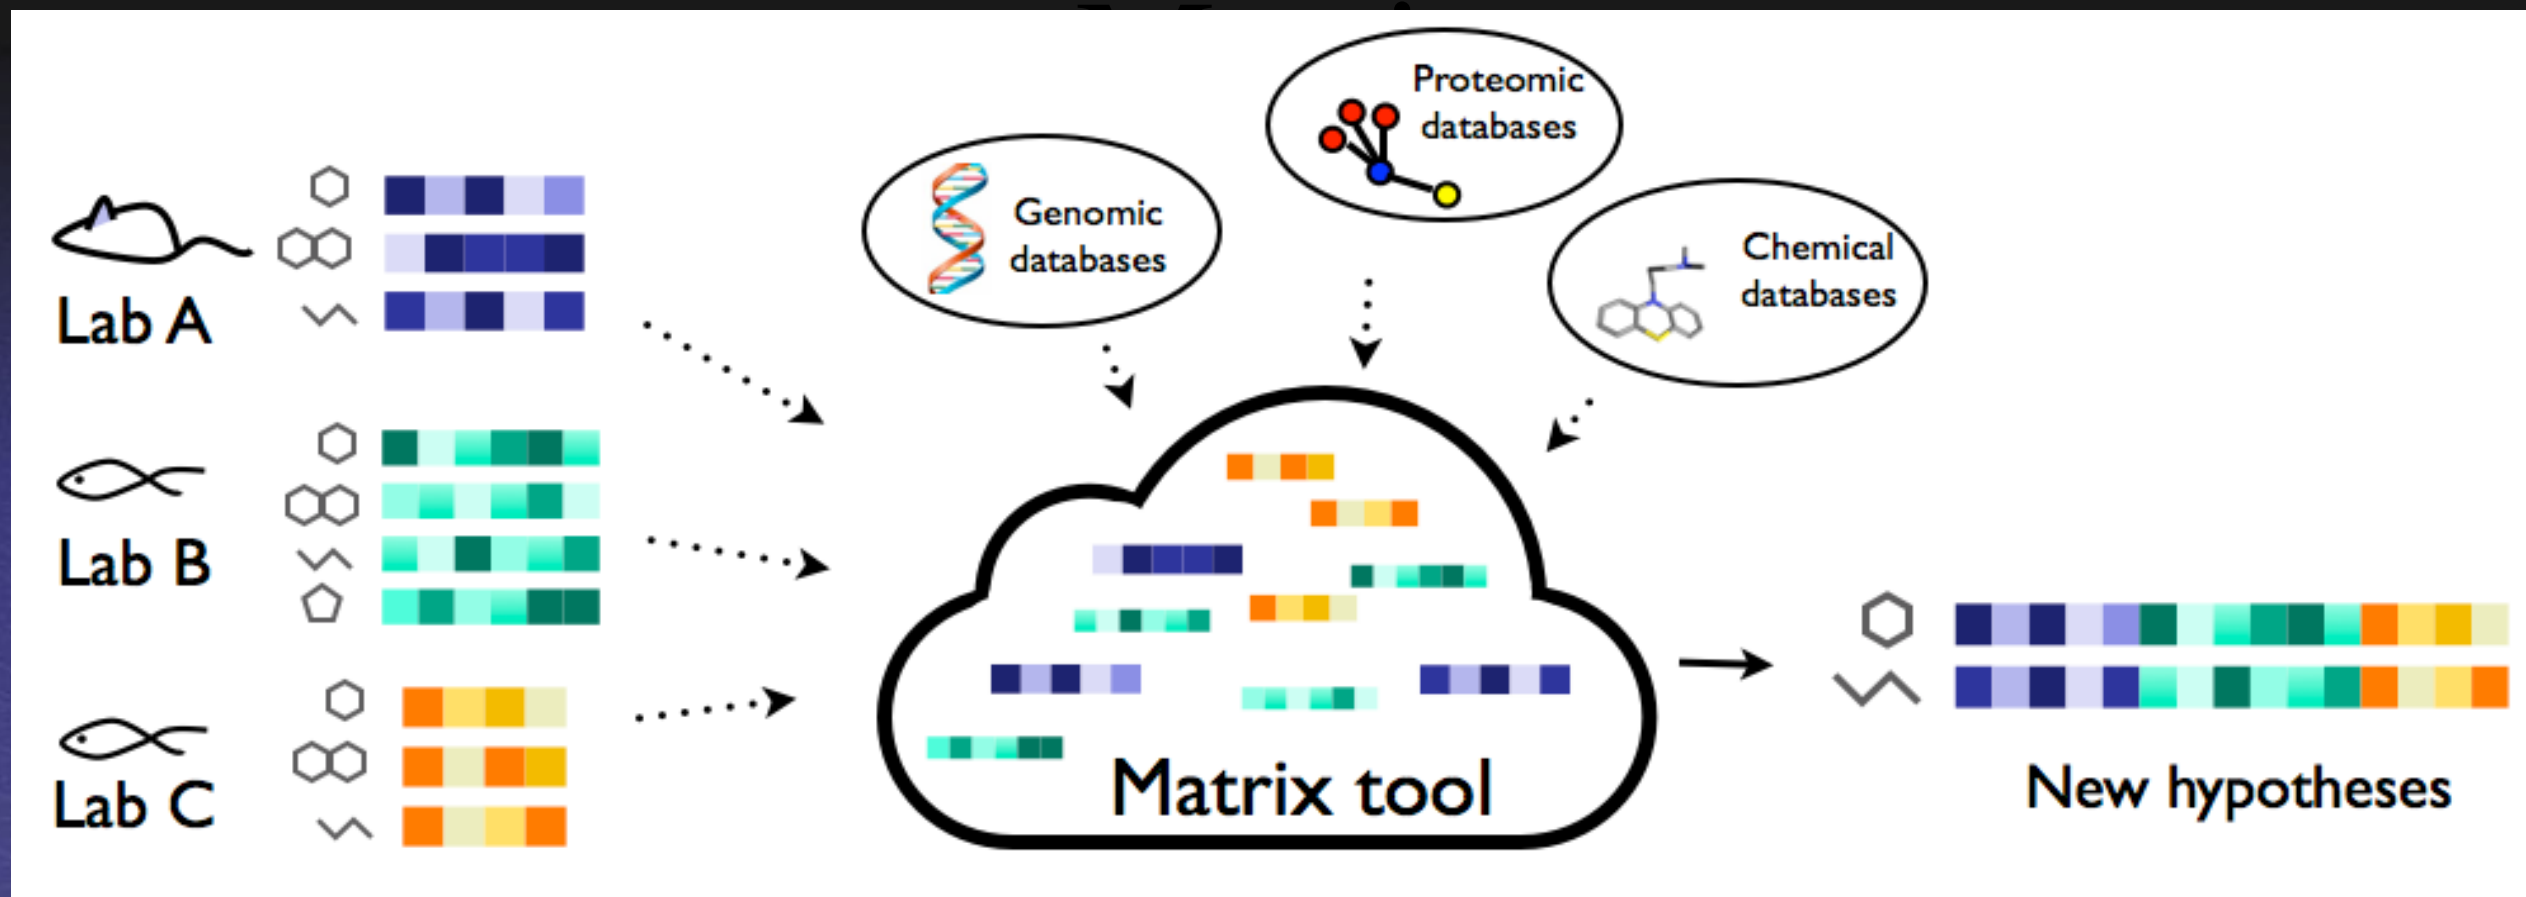 Proteomic
databases
Genomic
databases
Chemical
databases
Lab A
Lab B
Lab C
Matrix tool
New hypotheses